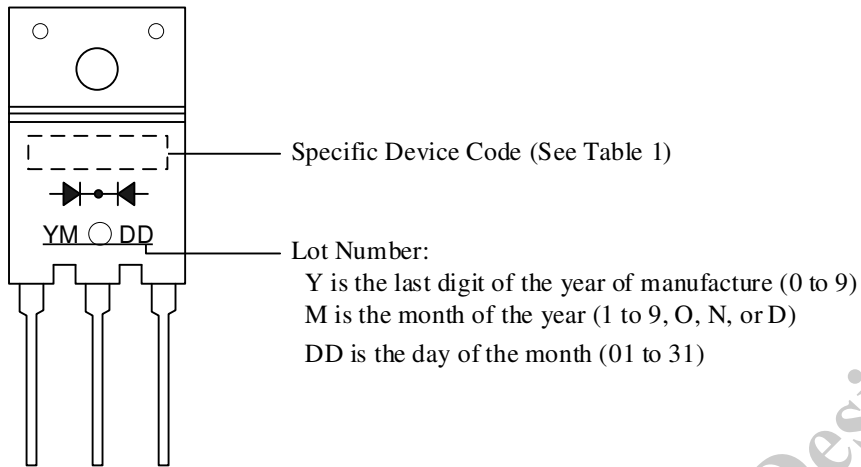 Specific Device Code (See Table 1)
YM DD
Lot Number:
Y is the last digit of the year of manufacture (0 to 9)
M is the month of the year (1 to 9, O, N, or D)
DD is the day of the month (01 to 31)